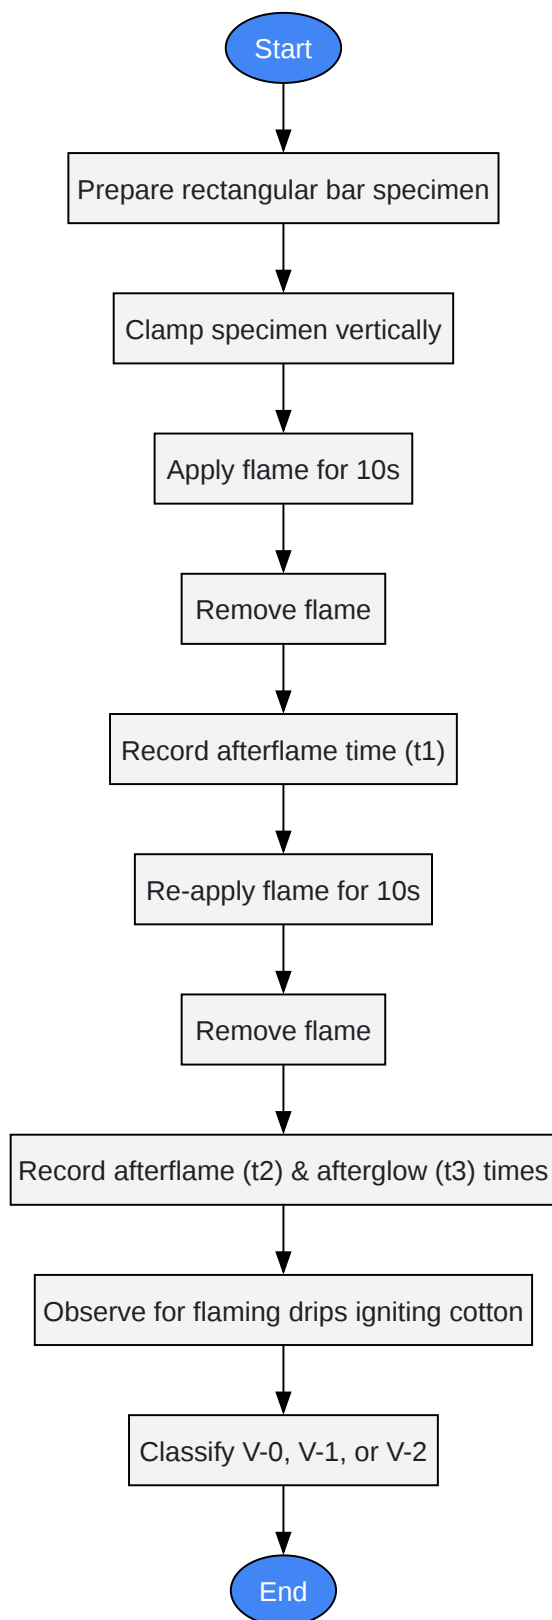 Start
Prepare rectangular bar specimen
Clamp specimen vertically
Apply flame for 10s
Remove flame
Record afterflame time (t1)
Re-apply flame for 10s
Remove flame
Record afterflame (t2) & afterglow (t3) times
Observe for flaming drips igniting cotton
Classify V-0, V-1, or V-2
End